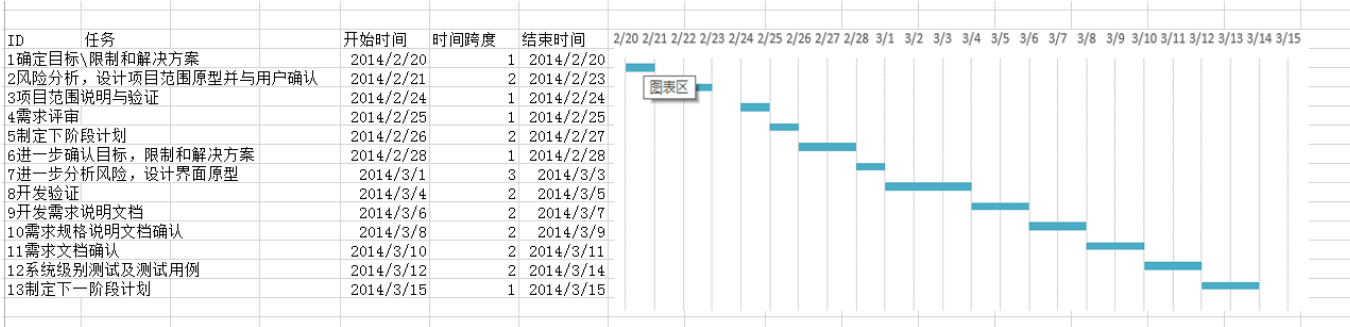 ID 任务 开始时间 时间跨度 结束时间 2/20 2/21 2/22 2/23 2/24 2/25 2/26 2/27 2/28 3/1 3/2 3/3 3/4 3/5 3/6 3/7 3/8 3/9 3/10 3/11 3/12 3/13 3/14 3/15
1确定目标\限制和解决方案 2014/2/20 1 2014/2/20
2风险分析，设计项目范围原型并与用户确认 2014/2/21 2 2014/2/23
图表区
3项目范围说明与验证 2014/2/24 1 2014/2/24
4需求评审 2014/2/25 1 2014/2/25
5制定下阶段计划 2014/2/26 2 2014/2/27
6进一步确认目标，限制和解决方案 2014/2/28 1 2014/2/28
7进一步分析风险，设计界面原型 2014/3/1 3 2014/3/3
8开发验证 2014/3/4 2 2014/3/5
9开发需求说明文档 2014/3/6 2 2014/3/7
10需求规格说明文档确认 2014/3/8 2 2014/3/9
11需求文档确认 2014/3/10 2 2014/3/11
12系统级别测试及测试用例 2014/3/12 2 2014/3/14
13制定下一阶段计划 2014/3/15 1 2014/3/15